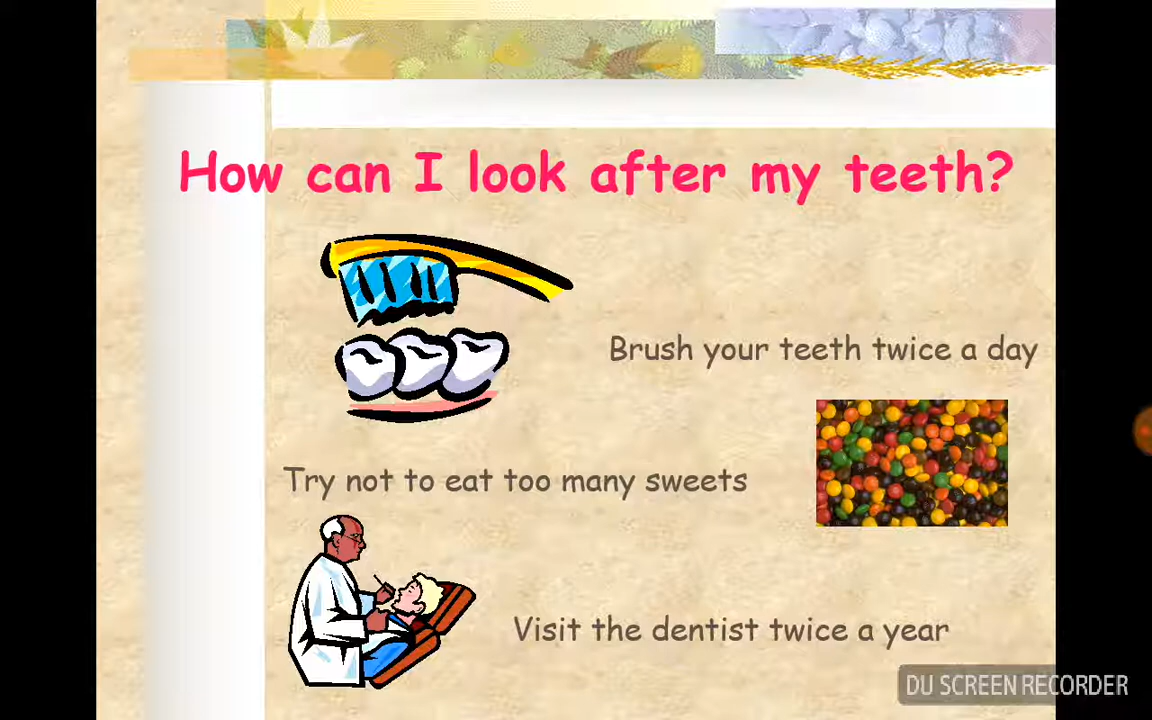 How can I look after my teeth?
Brush your teeth twice a day
Try not to eat too many sweets
Visit the dentist twice a year
DU SCREEN RECORDER